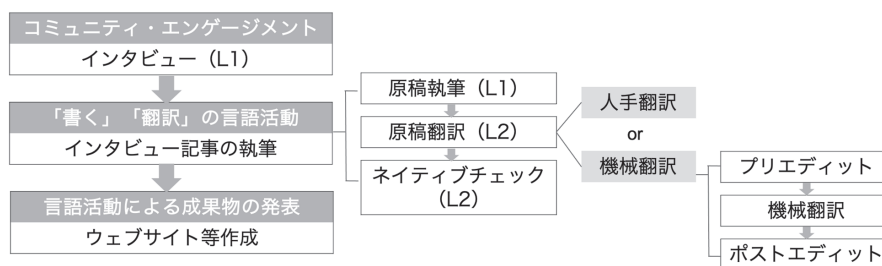 コミュニティ・エンゲージメント
インタビュー（L1）
「書く」「翻訳」の言語活動
インタビュー記事の執筆
言語活動による成果物の発表
ウェブサイト等作成
原稿執筆（L1）
原稿翻訳（L2）
ネイティブチェック
（L2）
人手翻訳
or
機械翻訳
プリエディット
機械翻訳
ポストエディット